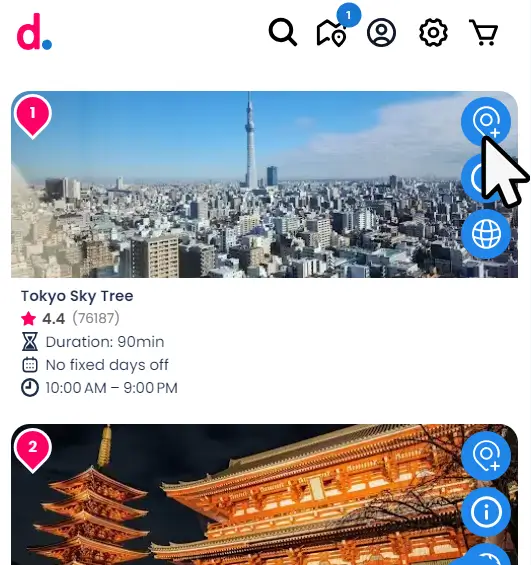 d.
1
1
Tokyo Sky Tree
4.4 (76187)
Duration: 90min
No fixed days off
10:00 AM – 9:00 PM
2